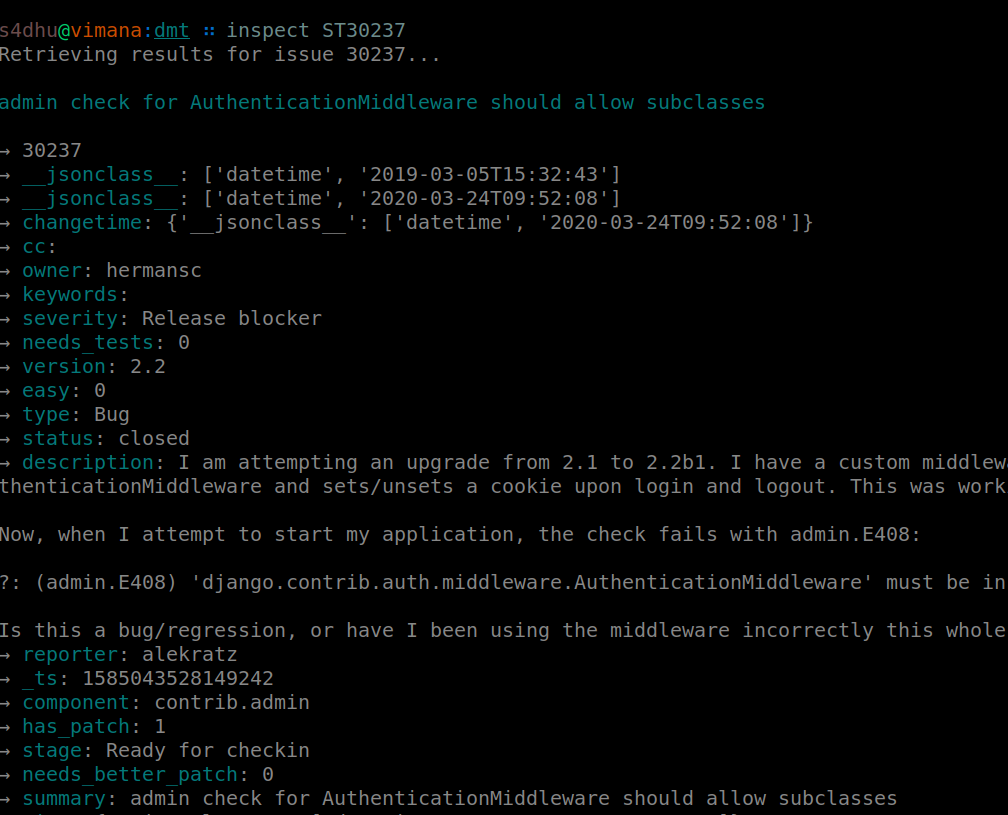 s4dhu@vimana:dmt :: inspect ST30237
Retrieving results for issue 30237...
admin check for AuthenticationMiddleware should allow subclasses
→ 30237
→ __jsonclass__: ['datetime', '2019-03-05T15:32:43']
→ __jsonclass__: ['datetime', '2020-03-24T09:52:08']
→ changetime: {'__jsonclass__': ['datetime', '2020-03-24T09:52:08']}
→ cc:
→ owner: hermansc
→ keywords:
→ severity: Release blocker
→ needs_tests: 0
→ version: 2.2
→ easy: 0
→ type: Bug
→ status: closed
→ description: I am attempting an upgrade from 2.1 to 2.2b1. I have a custom middlew
thenticationMiddleware and sets/unsets a cookie upon login and logout. This was work
Now, when I attempt to start my application, the check fails with admin.E408:
?: (admin.E408) 'django.contrib.auth.middleware.AuthenticationMiddleware' must be in
Is this a bug/regression, or have I been using the middleware incorrectly this whole
→ reporter: alekratz
→ _ts: 1585043528149242
→ component: contrib.admin
→ has_patch: 1
→ stage: Ready for checkin
→ needs_better_patch: 0
→ summary: admin check for AuthenticationMiddleware should allow subclasses